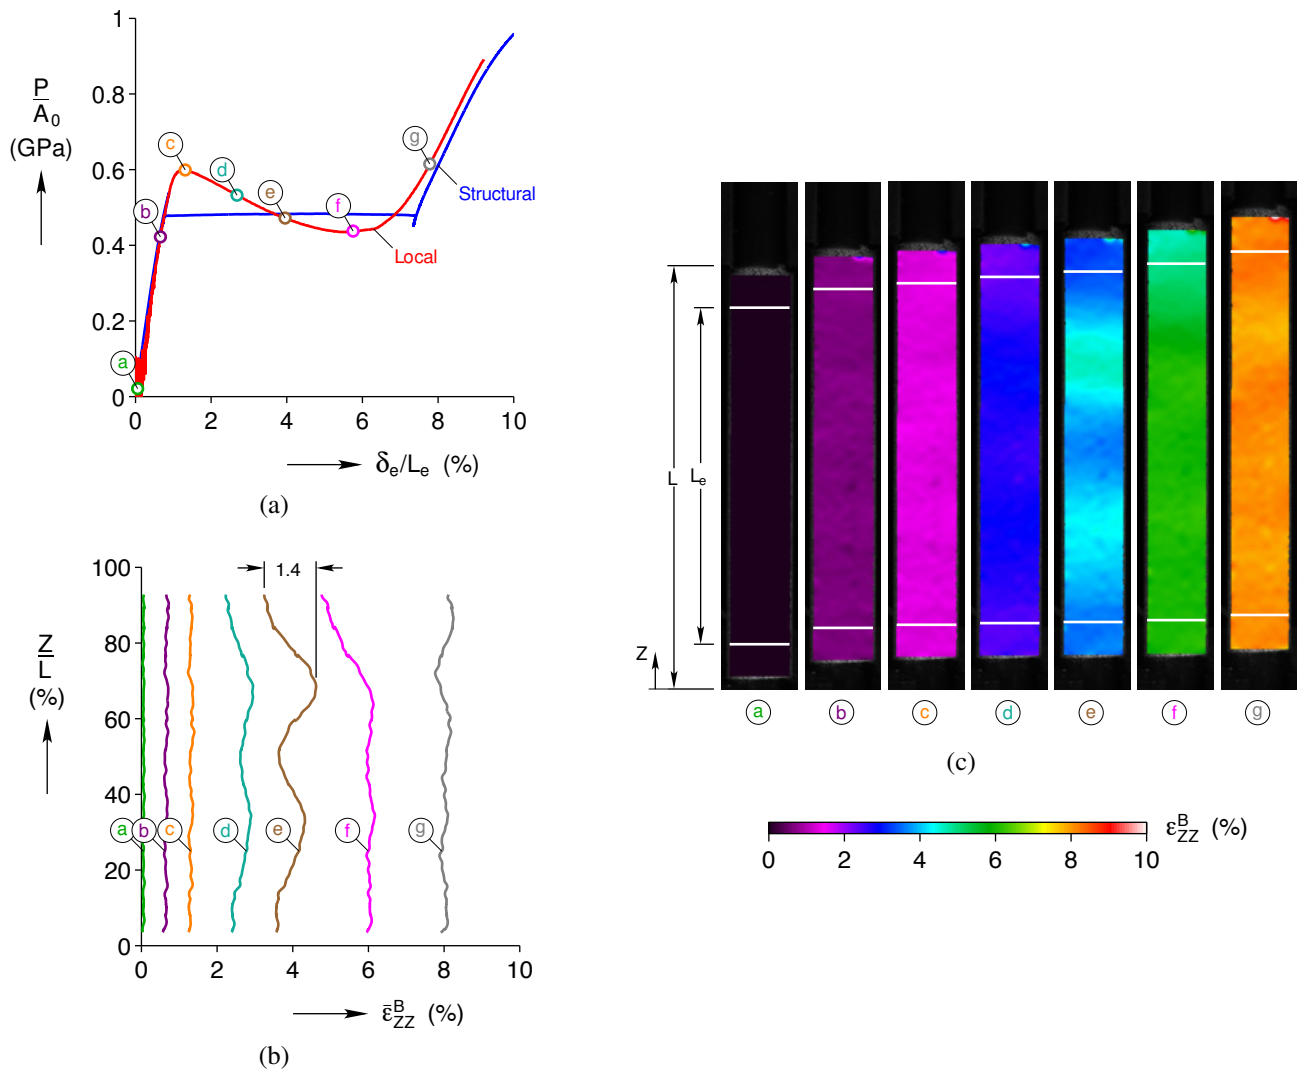 1
0.8
0.6
0.4
0.2
0
P
A0
(GPa)
a
b
c
d
e
f
g
Structural
Local
0 2 4 6 8 10
δe/Le (%)
(a)
100
80
60
40
20
0
Z
L
(%)
1.4
a b c d e f g
0 2 4 6 8 10
ε̄ᴮZZ (%)
(b)
L Le
Z
a b c d e f g
(c)
0 2 4 6 8 10
εᴮZZ (%)